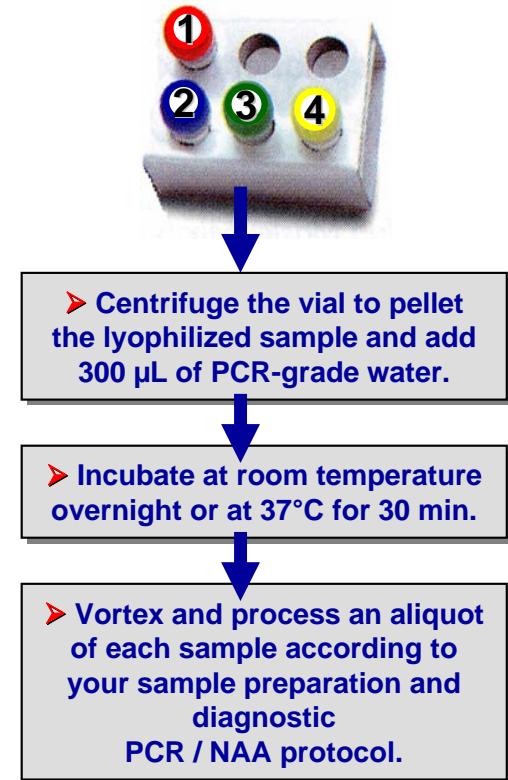 1
2 3 4
➢ Centrifuge the vial to pellet
the lyophilized sample and add
300 µL of PCR-grade water.
➢ Incubate at room temperature
overnight or at 37°C for 30 min.
➢ Vortex and process an aliquot
of each sample according to
your sample preparation and
diagnostic
PCR / NAA protocol.